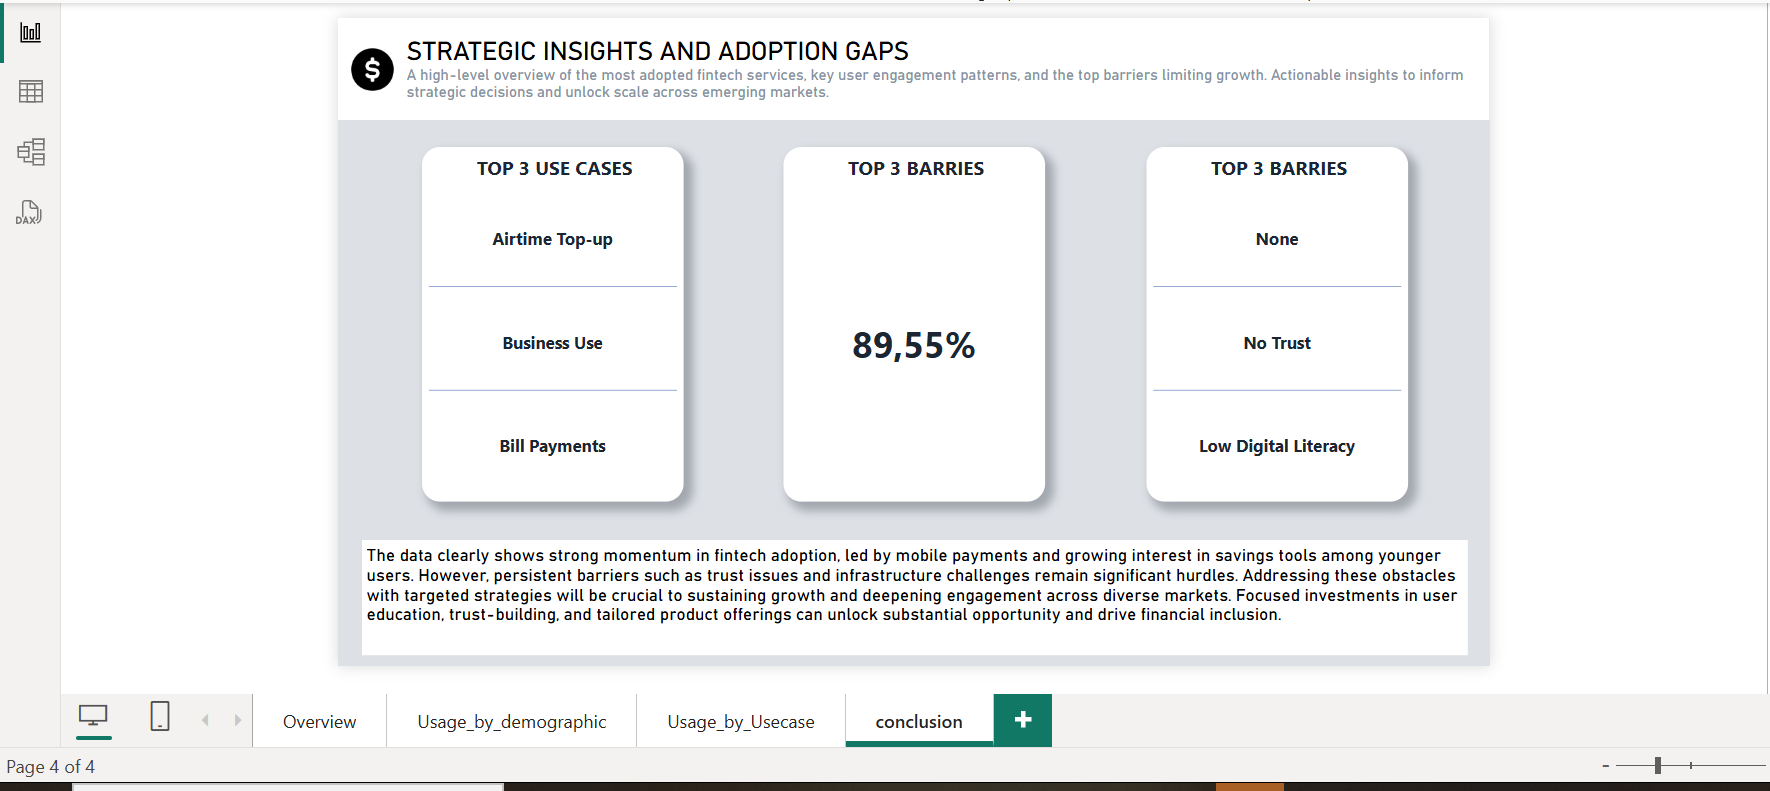 STRATEGIC INSIGHTS AND ADOPTION GAPS
A high-level overview of the most adopted fintech services, key user engagement patterns, and the top barriers limiting growth. Actionable insights to inform
strategic decisions and unlock scale across emerging markets.
$
TOP 3 USE CASES
Airtime Top-up
Business Use
Bill Payments
TOP 3 BARRIES
89,55%
TOP 3 BARRIES
None
No Trust
Low Digital Literacy
The data clearly shows strong momentum in fintech adoption, led by mobile payments and growing interest in savings tools among younger
users. However, persistent barriers such as trust issues and infrastructure challenges remain significant hurdles. Addressing these obstacles
with targeted strategies will be crucial to sustaining growth and deepening engagement across diverse markets. Focused investments in user
education, trust-building, and tailored product offerings can unlock substantial opportunity and drive financial inclusion.
DAX
Overview
Usage_by_demographic
Usage_by_Usecase
conclusion
+
Page 4 of 4
-